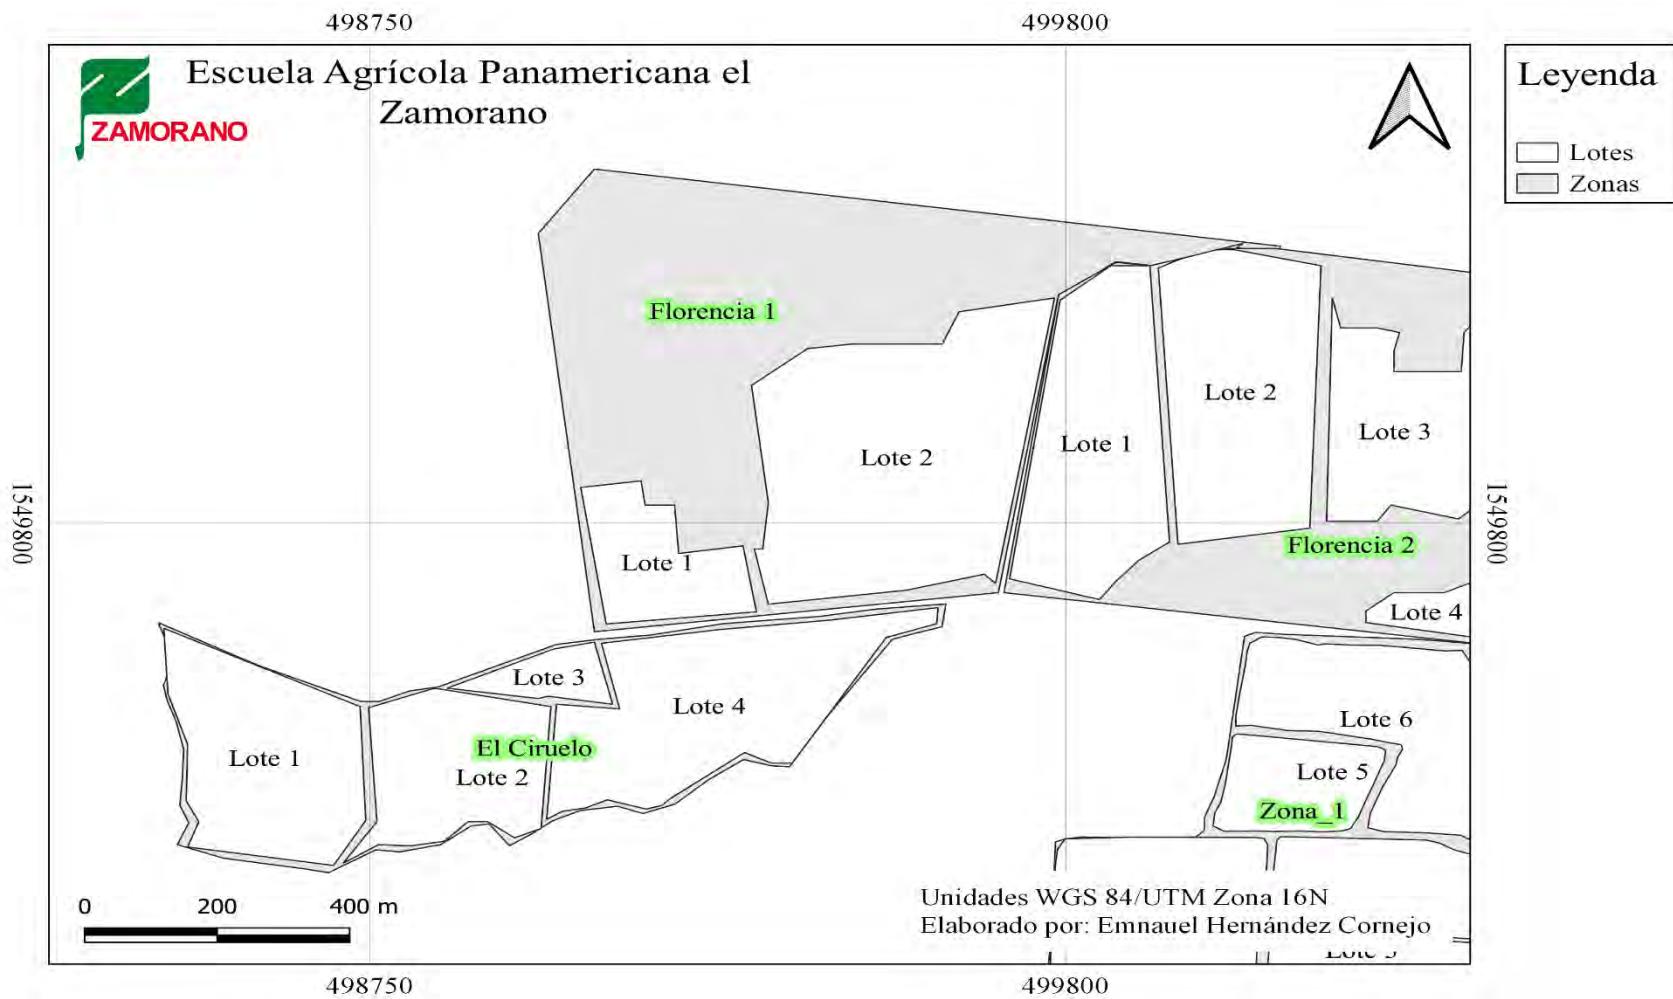 498750
499800
Escuela Agrícola Panamericana el
Zamorano
ZAMORANO
Leyenda
Lotes
Zonas
Florencia 1
Lote 2
Lote 3
Lote 1
Lote 2
1549800
1549800
Florencia 2
Lote 1
Lote 4
Lote 3
Lote 4
Lote 6
El Ciruelo
Lote 1
Lote 2
Lote 5
Zona_1
0 200 400 m
Unidades WGS 84/UTM Zona 16N
Elaborado por: Emnauel Hernández Cornejo
498750
499800